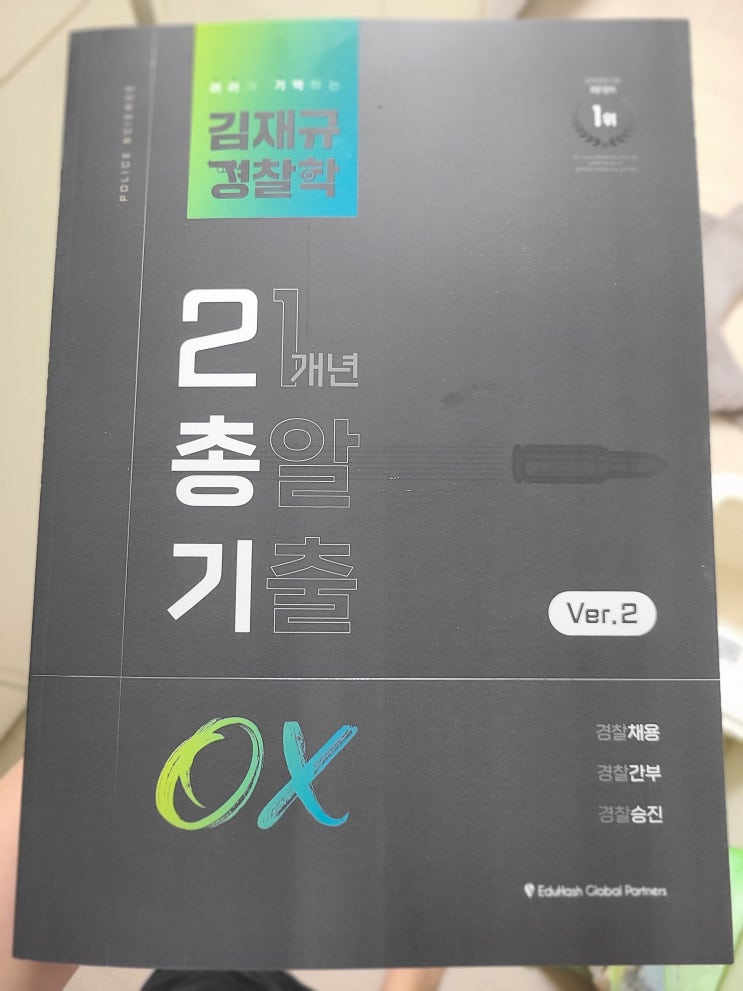 POLICE SCIENCE
머리가 기억하는
김재규
경찰학
1위
21개년
총알
기출
Ver.2
OX
경찰채용
경찰간부
경찰승진
EduHash Global Partners